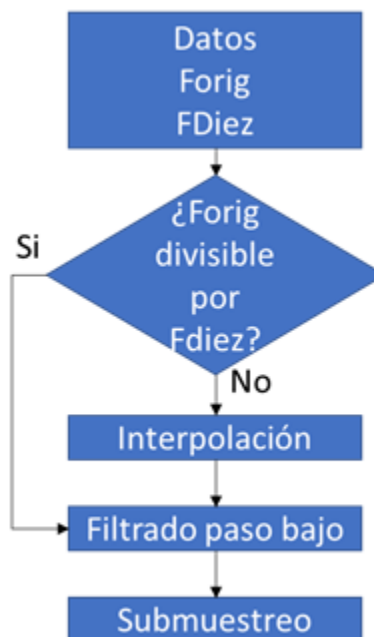 Datos
Forig
FDiez
¿Forig
divisible
por
Fdiez?
Si
No
Interpolación
Filtrado paso bajo
Submuestreo